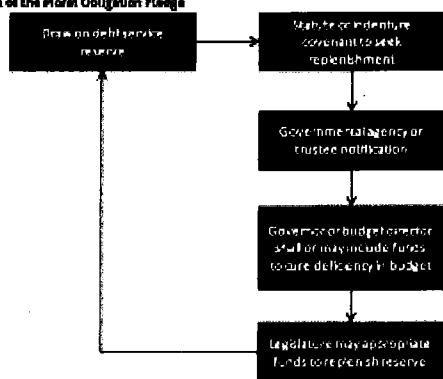 of the Moral Obligation Pledge
Draw on debt service
reserve
Statute or indenture
covenant to seek
replenishment
Governmental agency or
trustee notification
Governor or budget director
shall or may include funds
to cure deficiency in budget
Legislature may appropriate
funds to replenish reserve